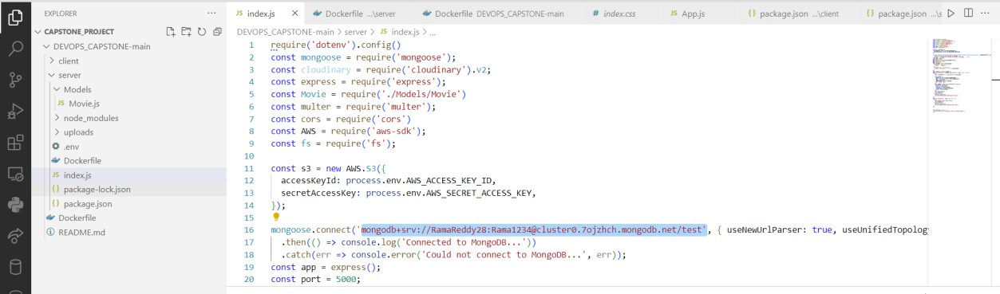 EXPLORER
CAPSTONE_PROJECT
DEVOPS_CAPSTONE-main
client
server
Models
JS Movie.js
node_modules
uploads
.env
Dockerfile
JS index.js
{} package-lock.json
{} package.json
Dockerfile
README.md
JS index.js Dockerfile ...\server Dockerfile DEVOPS_CAPSTONE-main # index.css JS App.js {} package.json ...\client {} package.json ...\s
DEVOPS_CAPSTONE-main > server > JS index.js > ...
1 require('dotenv').config()
2 const mongoose = require('mongoose');
3 const cloudinary = require('cloudinary').v2;
4 const express = require('express');
5 const Movie = require('./Models/Movie')
6 const multer = require('multer');
7 const cors = require('cors')
8 const AWS = require('aws-sdk');
9 const fs = require('fs');
10
11 const s3 = new AWS.S3({
12 accessKeyId: process.env.AWS_ACCESS_KEY_ID,
13 secretAccessKey: process.env.AWS_SECRET_ACCESS_KEY,
14 });
15
16 mongoose.connect('mongodb+srv://RamaReddy28:Rama1234@cluster0.7ojzhch.mongodb.net/test', { useNewUrlParser: true, useUnifiedTopology
17 .then(() => console.log('Connected to MongoDB...'))
18 .catch(err => console.error('Could not connect to MongoDB...', err));
19 const app = express();
20 const port = 5000;